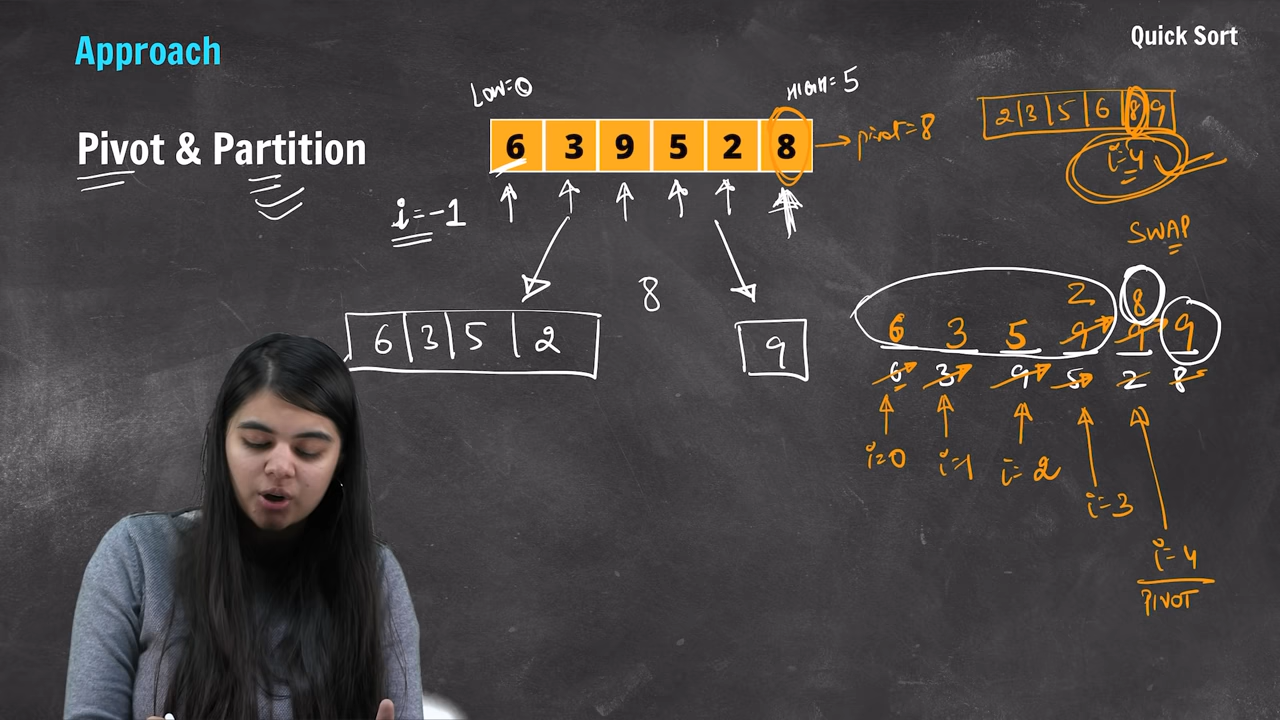 Approach
Quick Sort
Pivot & Partition
LOW=0
HIGH=5
6 3 9 5 2 8
pivot=8
i=-1
2 3 5 6 8 9
i=4
SWAP
8
6 3 5 2
9
2 8
6 3 5 9 9 9
6 3 9 5 2 8
i=0
i=1
i=2
i=3
i=4
PIVOT